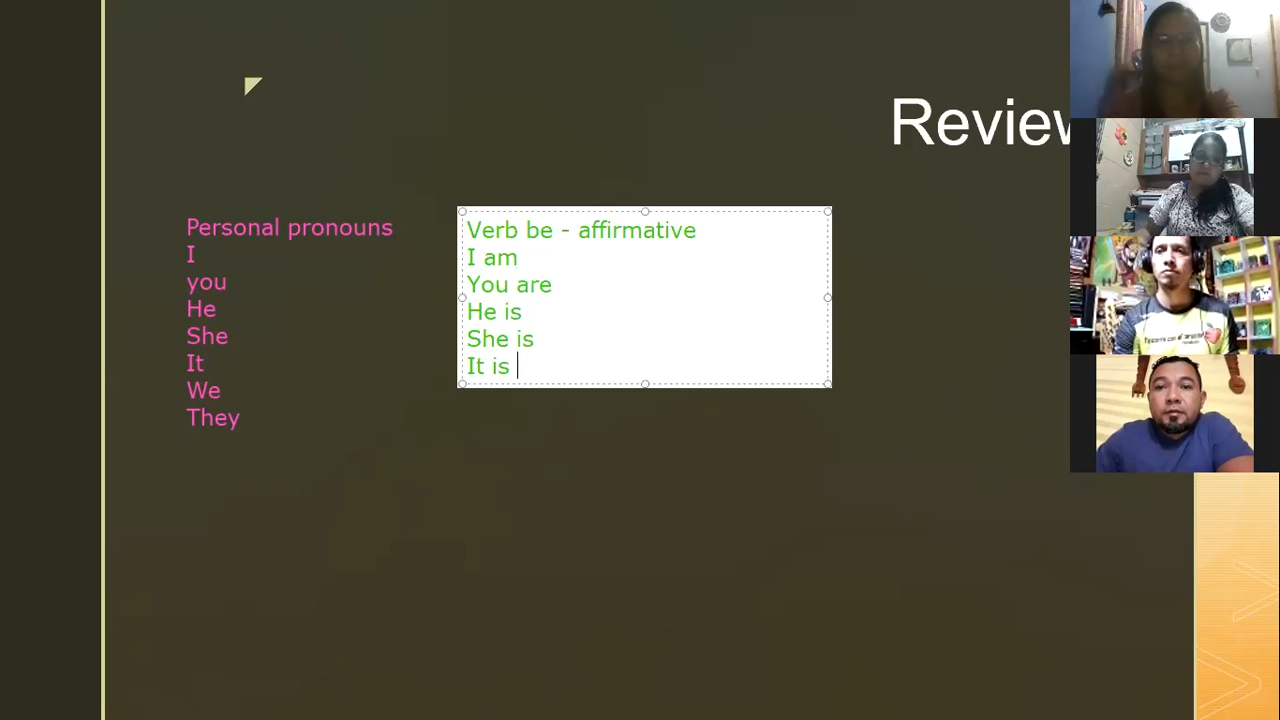 Review
Personal pronouns
I
you
He
She
It
We
They
Verb be - affirmative
I am
You are
He is
She is
It is